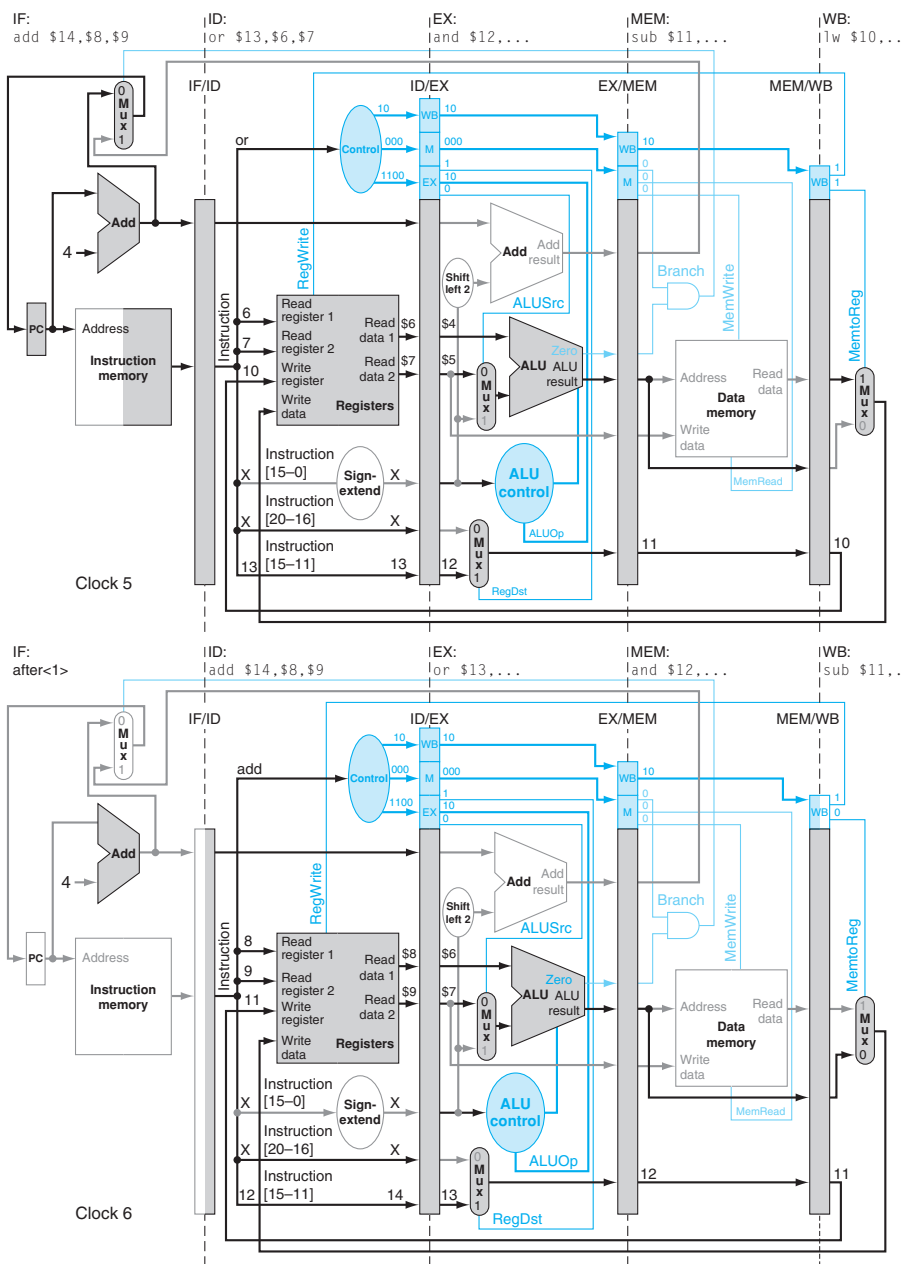 IF:
ID:
EX:
MEM:
WB:
add $14,$8,$9
or $13,$6,$7
and $12,...
sub $11,...
lw $10,..
IF/ID
ID/EX
EX/MEM
MEM/WB
0
Mux
1
or
Control
10
WB
10
000
M
000
1100
EX
1
10
0
WB
10
M
0
0
0
WB
1
1
Add
4
RegWrite
Add
Add result
Shift left 2
Branch
ALUSrc
MemWrite
MemtoReg
PC
Address
Instruction memory
Instruction
6
Read register 1
7
Read register 2
10
Write register
Write data
Read data 1
Read data 2
Registers
$6
$7
$4
$5
0
Mux
1
Zero
ALU
ALU result
Address
Read data
Data memory
Write data
MemRead
1
Mux
0
X
Instruction [15–0]
Sign-extend
X
ALU control
ALUOp
X
Instruction [20–16]
X
13
Instruction [15–11]
13
12
0
Mux
1
RegDst
11
10
Clock 5
IF:
ID:
EX:
MEM:
WB:
after<1>
add $14,$8,$9
or $13,...
and $12,...
sub $11,..
IF/ID
ID/EX
EX/MEM
MEM/WB
0
Mux
1
add
Control
10
WB
10
000
M
000
1100
EX
1
10
0
WB
10
M
0
0
0
WB
1
0
Add
4
RegWrite
Add
Add result
Shift left 2
Branch
ALUSrc
MemWrite
MemtoReg
PC
Address
Instruction memory
Instruction
8
Read register 1
9
Read register 2
11
Write register
Write data
Read data 1
Read data 2
Registers
$8
$9
$6
$7
0
Mux
1
Zero
ALU
ALU result
Address
Read data
Data memory
Write data
MemRead
1
Mux
0
X
Instruction [15–0]
Sign-extend
X
ALU control
ALUOp
X
Instruction [20–16]
X
12
Instruction [15–11]
14
13
0
Mux
1
RegDst
12
11
Clock 6